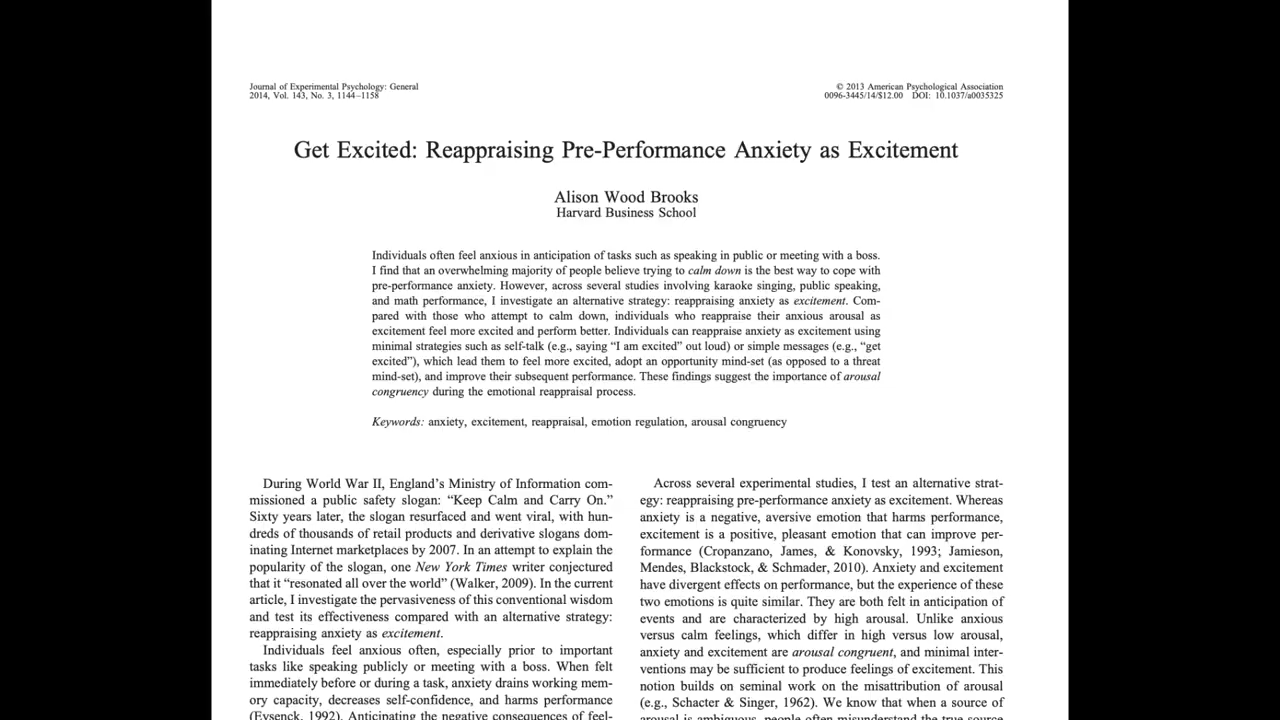 Journal of Experimental Psychology: General
2014, Vol. 143, No. 3, 1144–1158
© 2013 American Psychological Association
0096-3445/14/$12.00 DOI: 10.1037/a0035325
Get Excited: Reappraising Pre-Performance Anxiety as Excitement
Alison Wood Brooks
Harvard Business School
Individuals often feel anxious in anticipation of tasks such as speaking in public or meeting with a boss.
I find that an overwhelming majority of people believe trying to calm down is the best way to cope with
pre-performance anxiety. However, across several studies involving karaoke singing, public speaking,
and math performance, I investigate an alternative strategy: reappraising anxiety as excitement. Com-
pared with those who attempt to calm down, individuals who reappraise their anxious arousal as
excitement feel more excited and perform better. Individuals can reappraise anxiety as excitement using
minimal strategies such as self-talk (e.g., saying “I am excited” out loud) or simple messages (e.g., “get
excited”), which lead them to feel more excited, adopt an opportunity mind-set (as opposed to a threat
mind-set), and improve their subsequent performance. These findings suggest the importance of arousal
congruency during the emotional reappraisal process.
Keywords: anxiety, excitement, reappraisal, emotion regulation, arousal congruency
During World War II, England’s Ministry of Information com-
missioned a public safety slogan: “Keep Calm and Carry On.”
Sixty years later, the slogan resurfaced and went viral, with hun-
dreds of thousands of retail products and derivative slogans dom-
inating Internet marketplaces by 2007. In an attempt to explain the
popularity of the slogan, one New York Times writer conjectured
that it “resonated all over the world” (Walker, 2009). In the current
article, I investigate the pervasiveness of this conventional wisdom
and test its effectiveness compared with an alternative strategy:
reappraising anxiety as excitement.
Individuals feel anxious often, especially prior to important
tasks like speaking publicly or meeting with a boss. When felt
immediately before or during a task, anxiety drains working mem-
ory capacity, decreases self-confidence, and harms performance
(Eysenck, 1992). Anticipating the negative consequences of feel-
Across several experimental studies, I test an alternative strat-
egy: reappraising pre-performance anxiety as excitement. Whereas
anxiety is a negative, aversive emotion that harms performance,
excitement is a positive, pleasant emotion that can improve per-
formance (Cropanzano, James, & Konovsky, 1993; Jamieson,
Mendes, Blackstock, & Schmader, 2010). Anxiety and excitement
have divergent effects on performance, but the experience of these
two emotions is quite similar. They are both felt in anticipation of
events and are characterized by high arousal. Unlike anxious
versus calm feelings, which differ in high versus low arousal,
anxiety and excitement are arousal congruent, and minimal inter-
ventions may be sufficient to produce feelings of excitement. This
notion builds on seminal work on the misattribution of arousal
(e.g., Schacter & Singer, 1962). We know that when a source of
arousal is ambiguous, people often misunderstand the true source